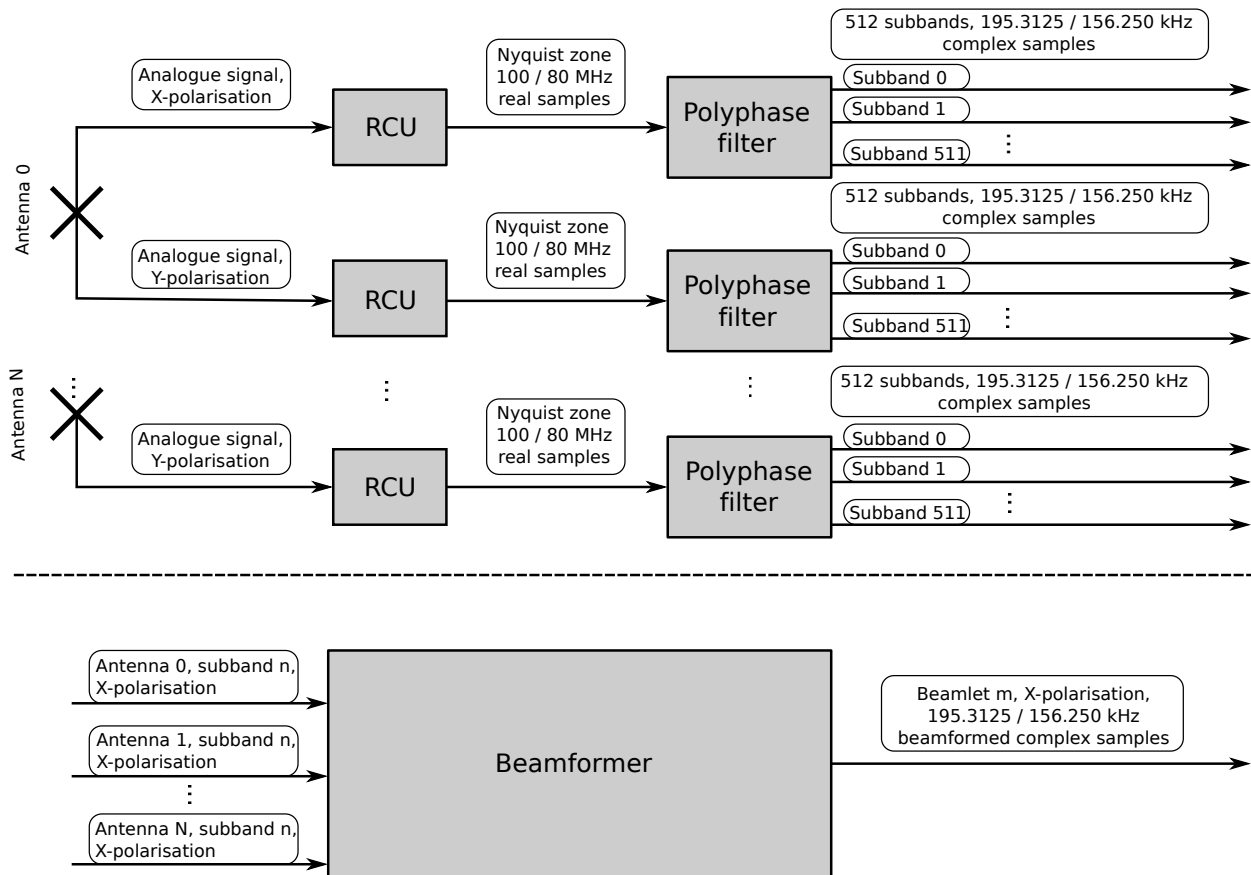 512 subbands, 195.3125 / 156.250 kHz
complex samples
Analogue signal,
X-polarisation
Nyquist zone
100 / 80 MHz
real samples
Subband 0
Subband 1
Subband 511
RCU
Polyphase
filter
Antenna 0
512 subbands, 195.3125 / 156.250 kHz
complex samples
Analogue signal,
Y-polarisation
Nyquist zone
100 / 80 MHz
real samples
Subband 0
Subband 1
Subband 511
RCU
Polyphase
filter
Antenna N
512 subbands, 195.3125 / 156.250 kHz
complex samples
Analogue signal,
Y-polarisation
Nyquist zone
100 / 80 MHz
real samples
Subband 0
Subband 1
Subband 511
RCU
Polyphase
filter
Antenna 0, subband n,
X-polarisation
Antenna 1, subband n,
X-polarisation
Antenna N, subband n,
X-polarisation
Beamformer
Beamlet m, X-polarisation,
195.3125 / 156.250 kHz
beamformed complex samples